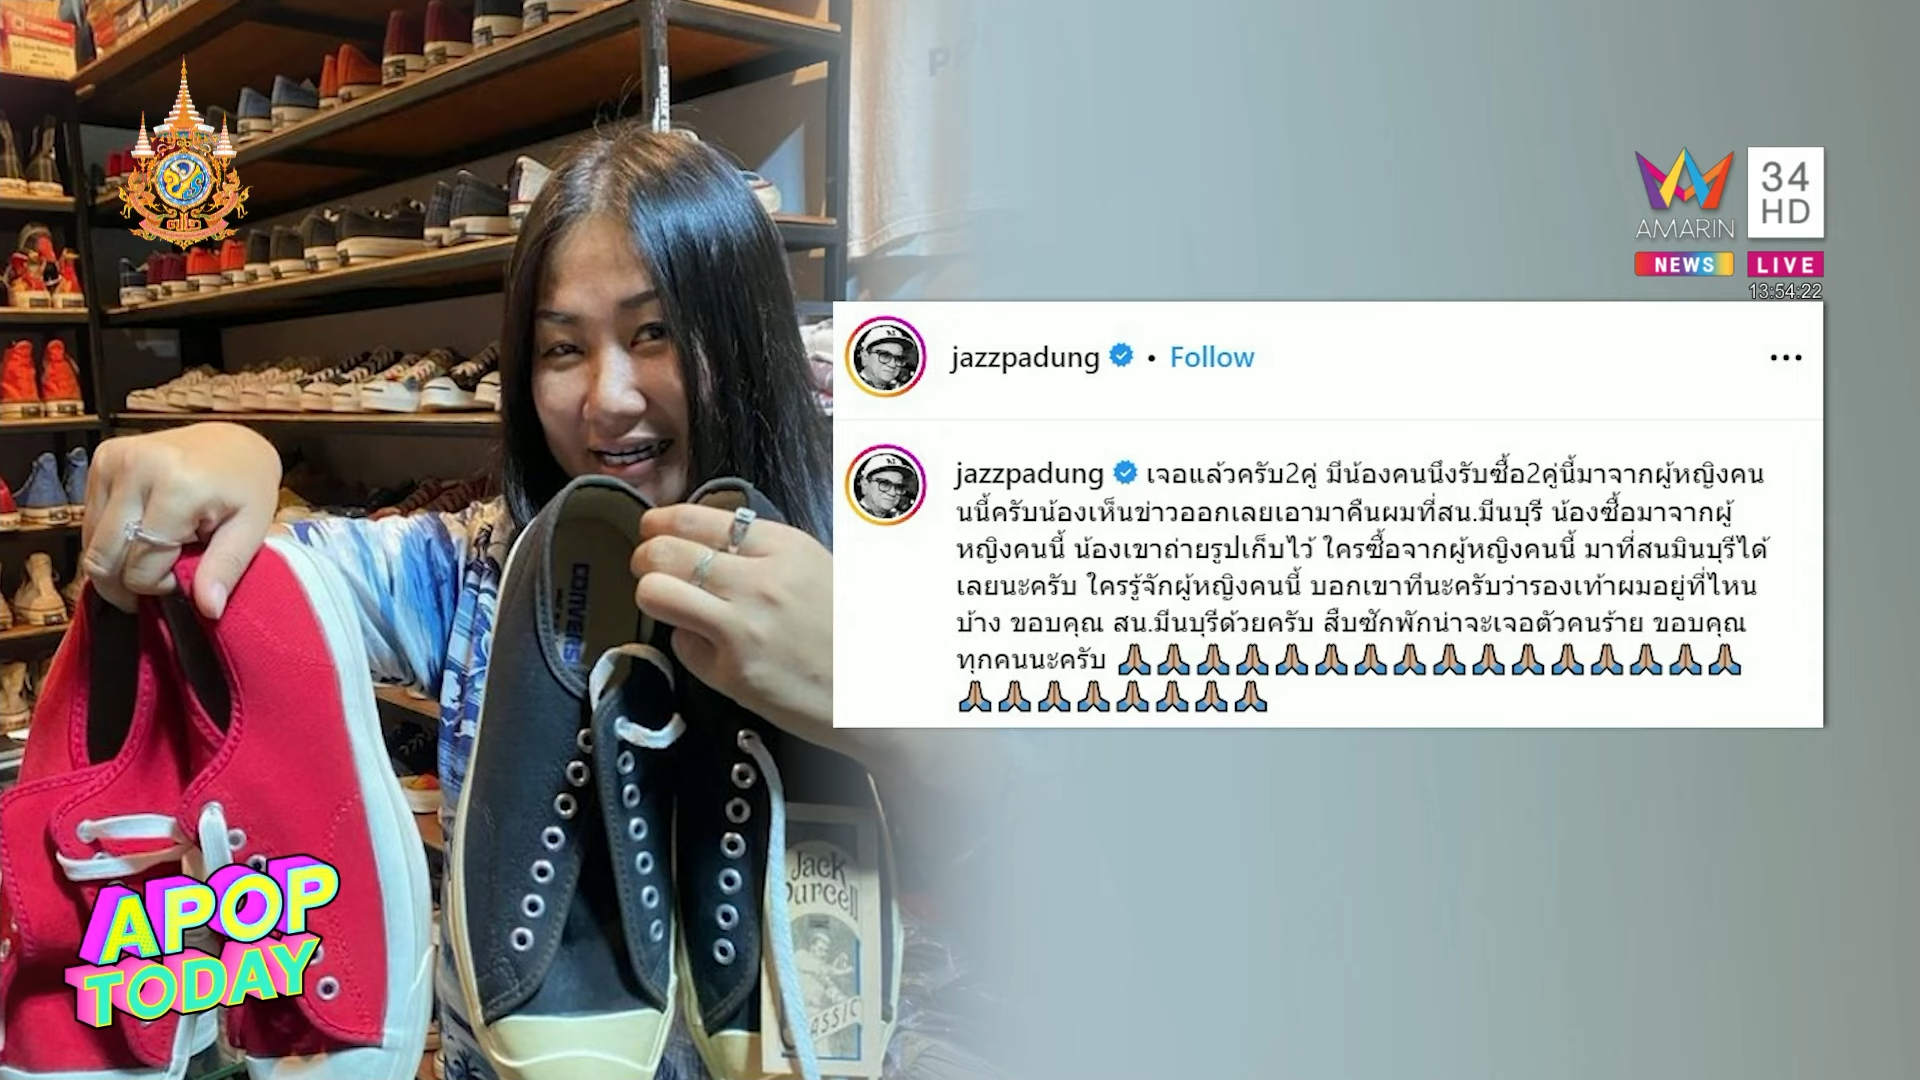 AMARIN
34
HD
NEWS
LIVE
13:54:22
jazzpadung • Follow
jazzpadung เจอแล้วครับ2คู่ มีน้องคนนึงรับซื้อ2คู่นี้มาจากผู้หญิงคน
นนี้ครับน้องเห็นข่าวออกเลยเอามาคืนผมที่สน.มีนบุรี น้องซื้อมาจากผู้
หญิงคนนี้ น้องเขาถ่ายรูปเก็บไว้ ใครซื้อจากผู้หญิงคนนี้ มาที่สนมินบุรีได้
เลยนะครับ ใครรู้จักผู้หญิงคนนี้ บอกเขาทีนะครับว่ารองเท้าผมอยู่ที่ไหน
บ้าง ขอบคุณ สน.มีนบุรีด้วยครับ สืบซักพักน่าจะเจอตัวคนร้าย ขอบคุณ
ทุกคนนะครับ 🙏🏽🙏🏽🙏🏽🙏🏽🙏🏽🙏🏽🙏🏽🙏🏽🙏🏽🙏🏽🙏🏽🙏🏽🙏🏽🙏🏽🙏🏽🙏🏽
🙏🏽🙏🏽🙏🏽🙏🏽🙏🏽🙏🏽🙏🏽🙏🏽
CONVERSE
Jack
Purcell
CLASSIC
APOP
TODAY